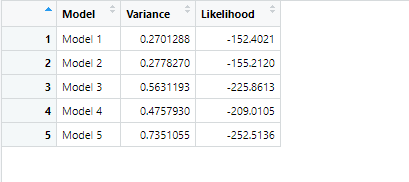 Model Variance Likelihood
1 Model 1 0.2701288 -152.4021
2 Model 2 0.2778270 -155.2120
3 Model 3 0.5631193 -225.8613
4 Model 4 0.4757930 -209.0105
5 Model 5 0.7351055 -252.5136